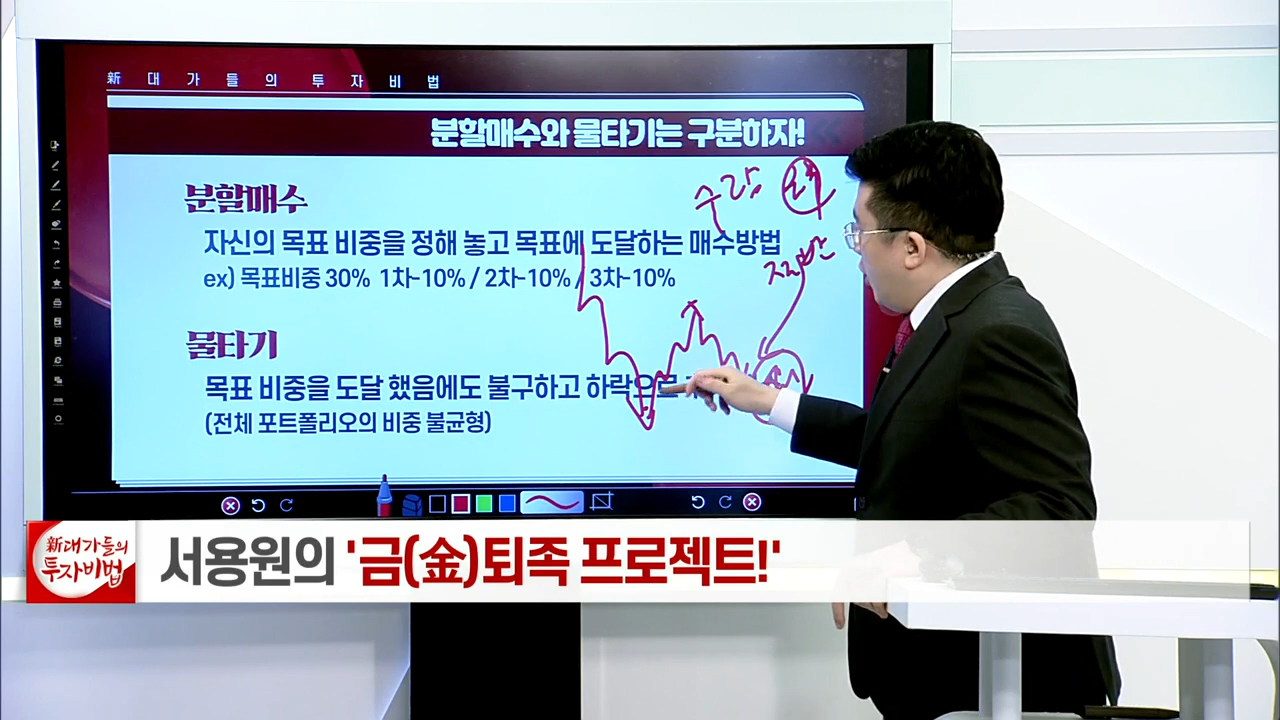 新 대 가 들 의 투 자 비 법
분할매수와 물타기는 구분하자!
분할매수
자신의 목표 비중을 정해 놓고 목표에 도달하는 매수방법
ex) 목표비중 30% 1차-10% / 2차-10% / 3차-10%
물타기
목표 비중을 도달 했음에도 불구하고 하락으로
(전체 포트폴리오의 비중 불균형)
수량
新대가들의
투자비법
서용원의 '금(金)퇴족 프로젝트!'